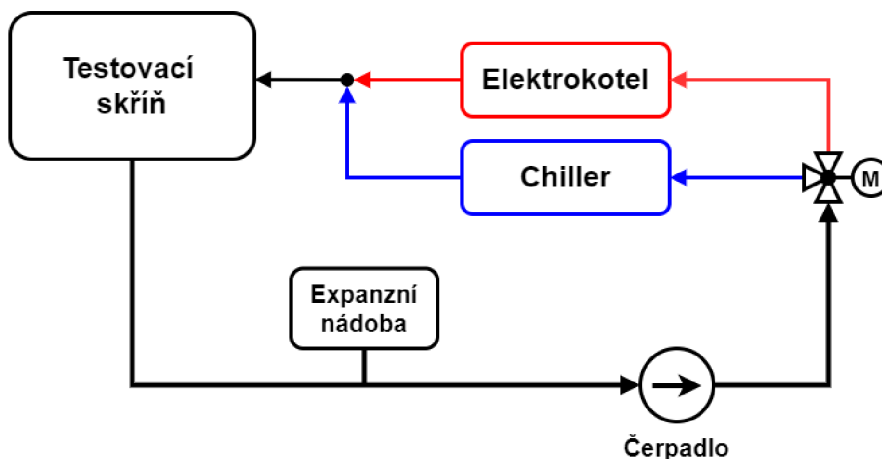 Testovací
skříň
Elektrokotel
Chiller
M
Expanzní
nádoba
Čerpadlo